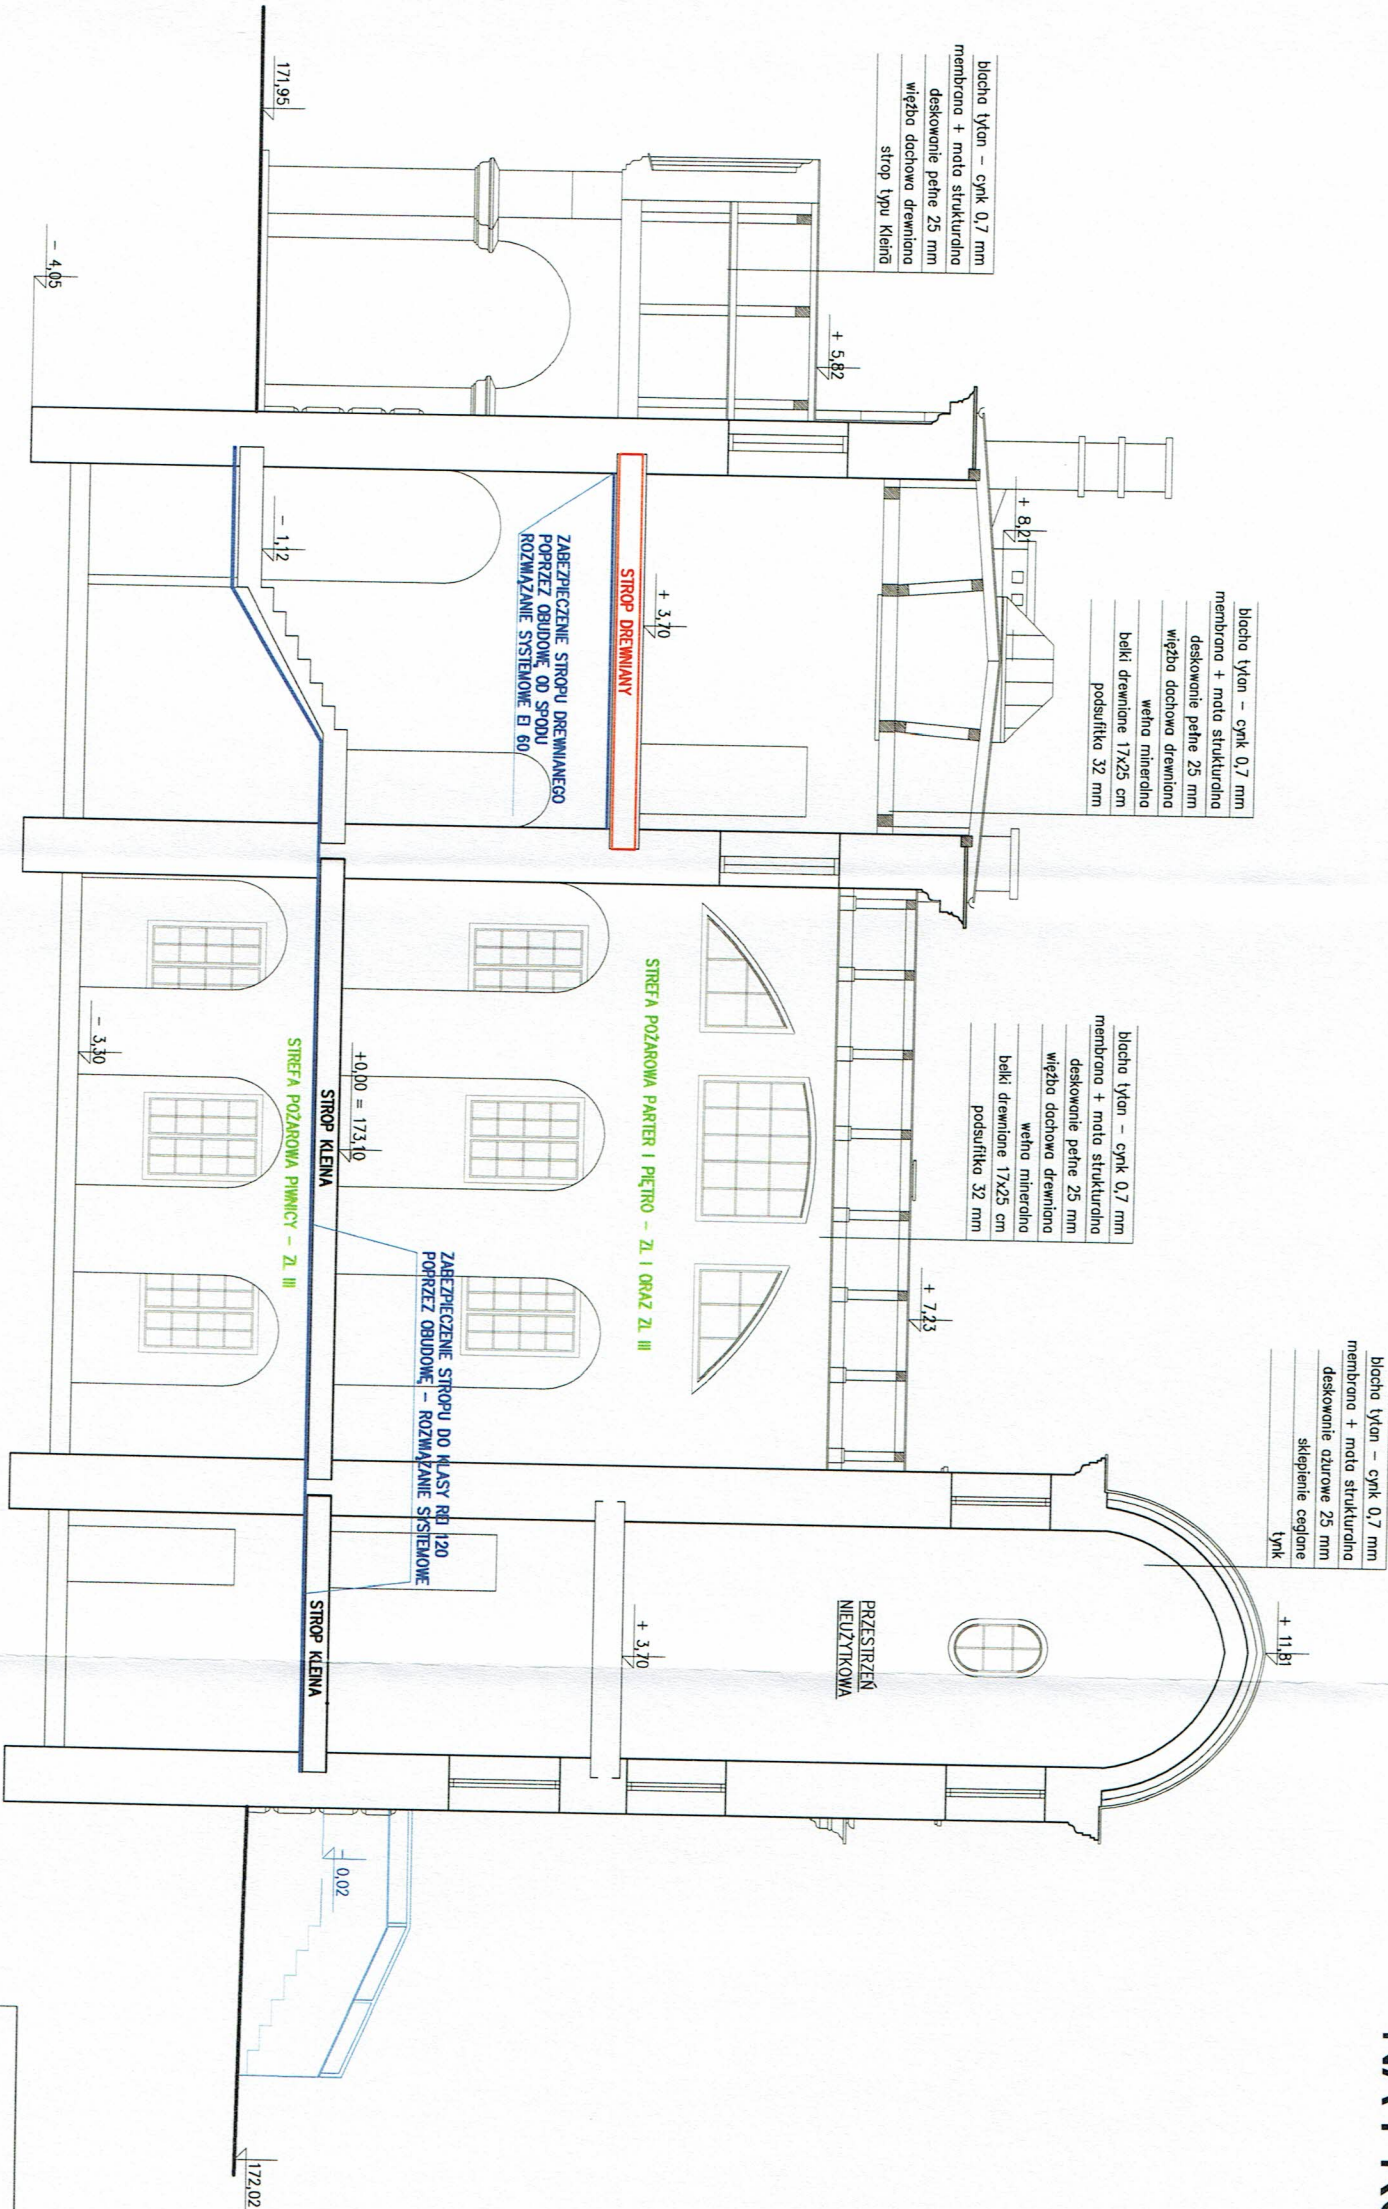 blacha tytan – cynk 0,7 mm
membrana + mata strukturalna
deskowanie pełne 25 mm
więźba dachowa drewniana
strop typu Kleina
171,95
– 4,05
+ 5,82
+ 8,21
blacha tytan – cynk 0,7 mm
membrana + mata strukturalna
deskowanie pełne 25 mm
więźba dachowa drewniana
wełna mineralna
belki drewniane 17x25 cm
podsufitka 32 mm
+ 3,70
STROP DREWNIANY
ZABEZPIECZENIE STROPU DREWNIANEGO
POPRZEZ OBUDOWĘ OD SPODU
ROZWIĄZANIE SYSTEMOWE EI 60
– 1,12
blacha tytan – cynk 0,7 mm
membrana + mata strukturalna
deskowanie pełne 25 mm
więźba dachowa drewniana
wełna mineralna
belki drewniane 17x25 cm
podsufitka 32 mm
+ 7,23
STREFA POŻAROWA PARTER I PIĘTRO – ZL I ORAZ ZL III
+0,00 = 173,10
STROP KLEINA
STREFA POŻAROWA PIWNICY – ZL III
– 3,30
ZABEZPIECZENIE STROPU DO KLASY REI 120
POPRZEZ OBUDOWĘ – ROZWIĄZANIE SYSTEMOWE
blacha tytan – cynk 0,7 mm
membrana + mata strukturalna
deskowanie ażurowe 25 mm
sklepienie ceglane
tynk
+ 11,81
PRZESTRZEŃ
NIEUŻYTKOWA
+ 3,70
STROP KLEINA
– 0,02
172,02